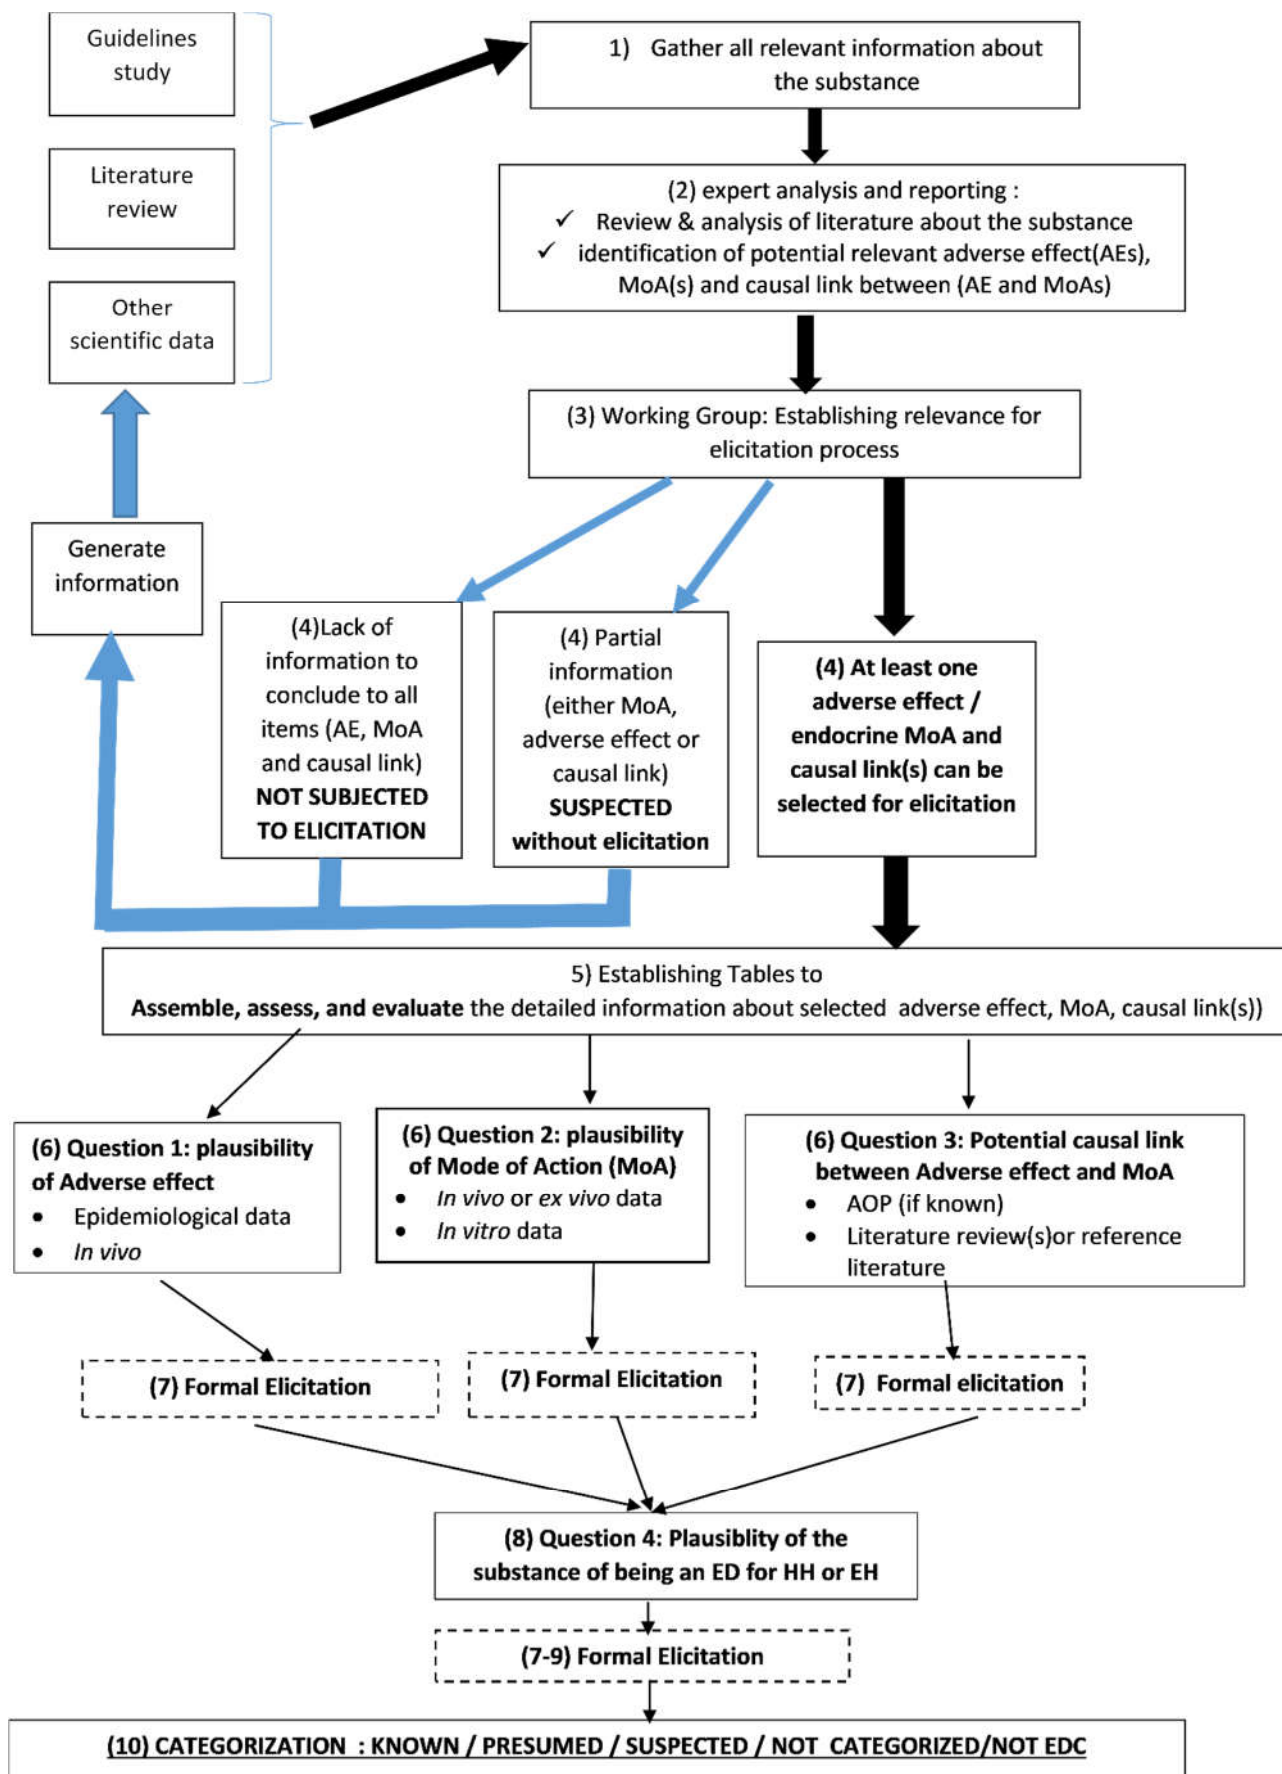 Guidelines
study
Literature
review
Other
scientific data
1) Gather all relevant information about
the substance
(2) expert analysis and reporting :
✓ Review & analysis of literature about the substance
✓ identification of potential relevant adverse effect(AEs),
MoA(s) and causal link between (AE and MoAs)
(3) Working Group: Establishing relevance for
elicitation process
Generate
information
(4)Lack of
information to
conclude to all
items (AE, MoA
and causal link)
NOT SUBJECTED
TO ELICITATION
(4) Partial
information
(either MoA,
adverse effect or
causal link)
SUSPECTED
without elicitation
(4) At least one
adverse effect /
endocrine MoA and
causal link(s) can be
selected for elicitation
5) Establishing Tables to
Assemble, assess, and evaluate the detailed information about selected adverse effect, MoA, causal link(s))
(6) Question 1: plausibility
of Adverse effect
• Epidemiological data
• In vivo
(6) Question 2: plausibility
of Mode of Action (MoA)
• In vivo or ex vivo data
• In vitro data
(6) Question 3: Potential causal link
between Adverse effect and MoA
• AOP (if known)
• Literature review(s)or reference
literature
(7) Formal Elicitation
(7) Formal Elicitation
(7) Formal elicitation
(8) Question 4: Plausiblity of the
substance of being an ED for HH or EH
(7-9) Formal Elicitation
(10) CATEGORIZATION : KNOWN / PRESUMED / SUSPECTED / NOT CATEGORIZED/NOT EDC